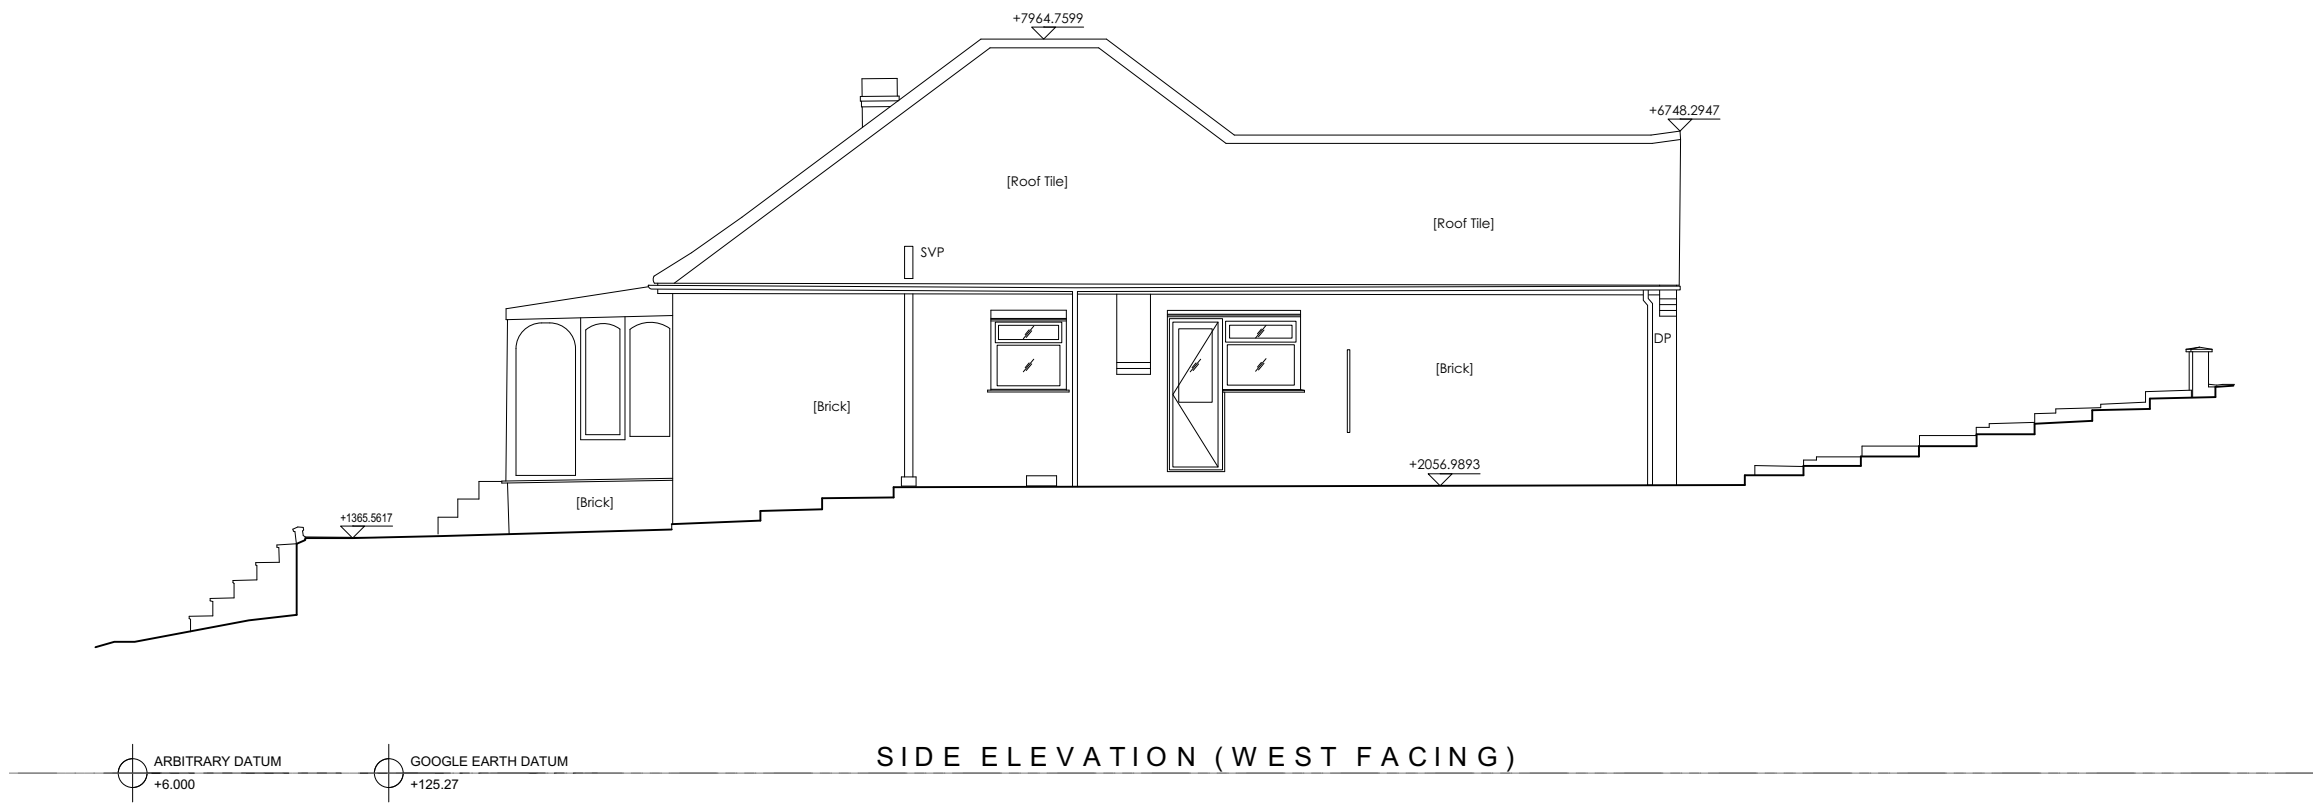 +7964.7599
+6748.2947
[Roof Tile]
[Roof Tile]
SVP
DP
[Brick]
[Brick]
+2056.9893
[Brick]
+1365.5617
SIDE ELEVATION (WEST FACING)
ARBITRARY DATUM
+6.000
GOOGLE EARTH DATUM
+125.27